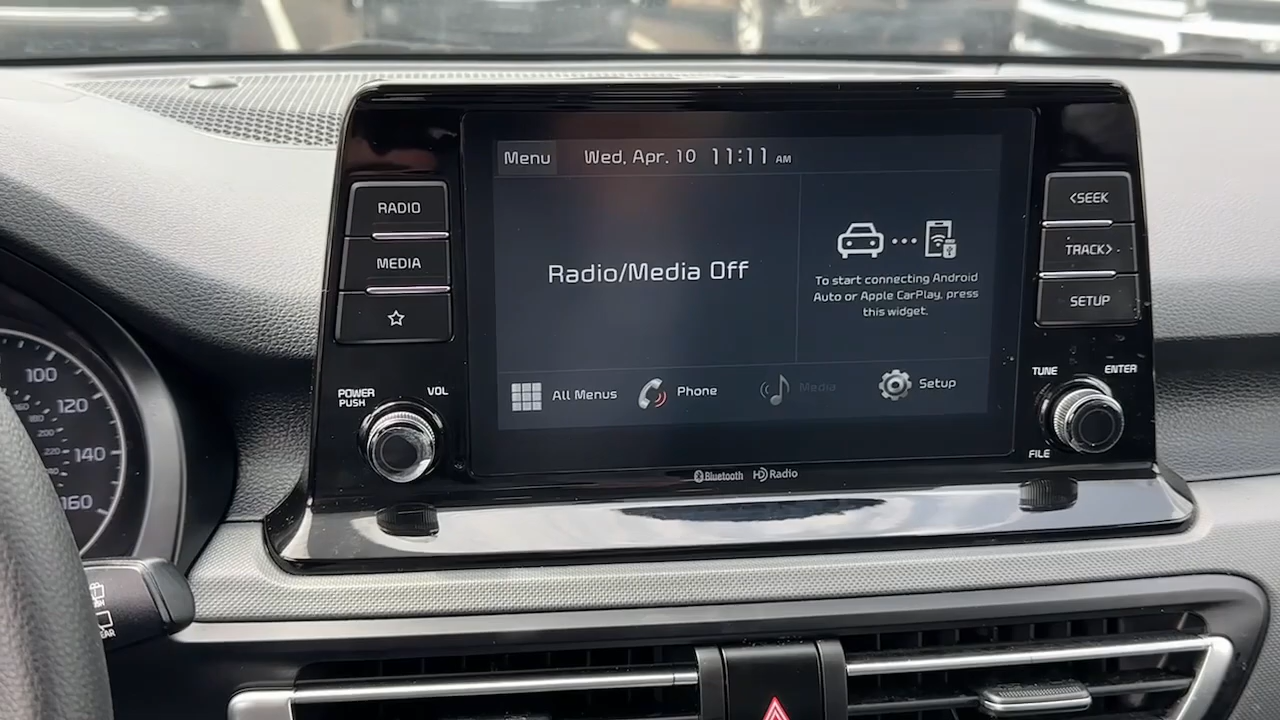 Menu
Wed, Apr. 10 11:11 AM
RADIO
MEDIA
Radio/Media Off
To start connecting Android
Auto or Apple CarPlay, press
this widget.
<SEEK
TRACK>
SETUP
All Menus
Phone
Media
Setup
POWER
PUSH
VOL
TUNE
ENTER
FILE
Bluetooth
HD Radio
100
120
140
160